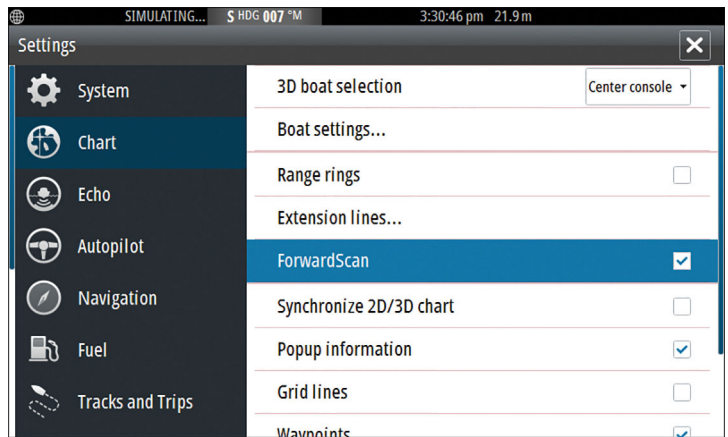 SIMULATING... S HDG 007 °M 3:30:46 pm 21.9 m
Settings
System
Chart
Echo
Autopilot
Navigation
Fuel
Tracks and Trips
3D boat selection Center console
Boat settings...
Range rings
Extension lines...
ForwardScan
Synchronize 2D/3D chart
Popup information
Grid lines
Waypoints